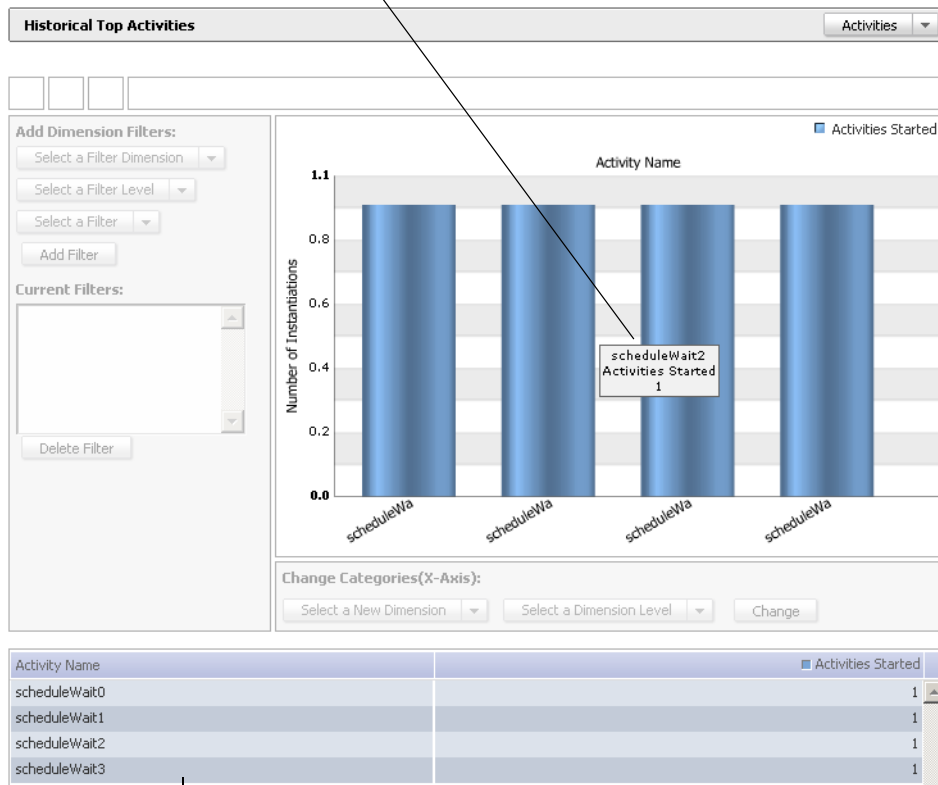 Historical Top Activities
Activities
Add Dimension Filters:
Select a Filter Dimension
Select a Filter Level
Select a Filter
Add Filter
Current Filters:
Delete Filter
Activities Started
Activity Name
1.1
0.8
0.6
0.4
0.2
0.0
Number of Instantiations
scheduleWait2
Activities Started
1
scheduleWa
scheduleWa
scheduleWa
scheduleWa
Change Categories(X-Axis):
Select a New Dimension
Select a Dimension Level
Change
Activity Name Activities Started
scheduleWait0 1
scheduleWait1 1
scheduleWait2 1
scheduleWait3 1